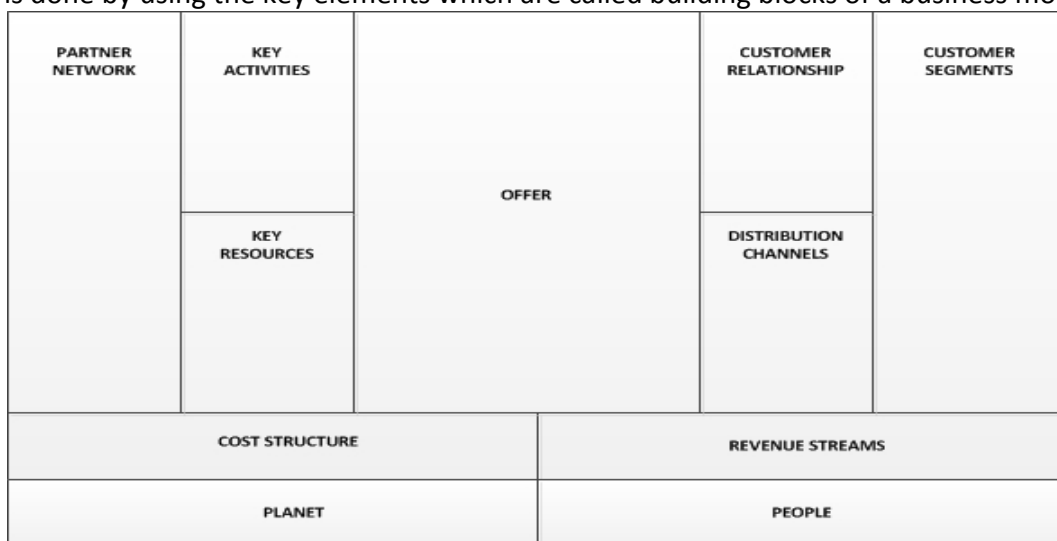 is done by using the key elements which are called building blocks of a business
PARTNER
NETWORK
KEY
ACTIVITIES
KEY
RESOURCES
OFFER
CUSTOMER
RELATIONSHIP
DISTRIBUTION
CHANNELS
CUSTOMER
SEGMENTS
COST STRUCTURE
REVENUE STREAMS
PLANET
PEOPLE